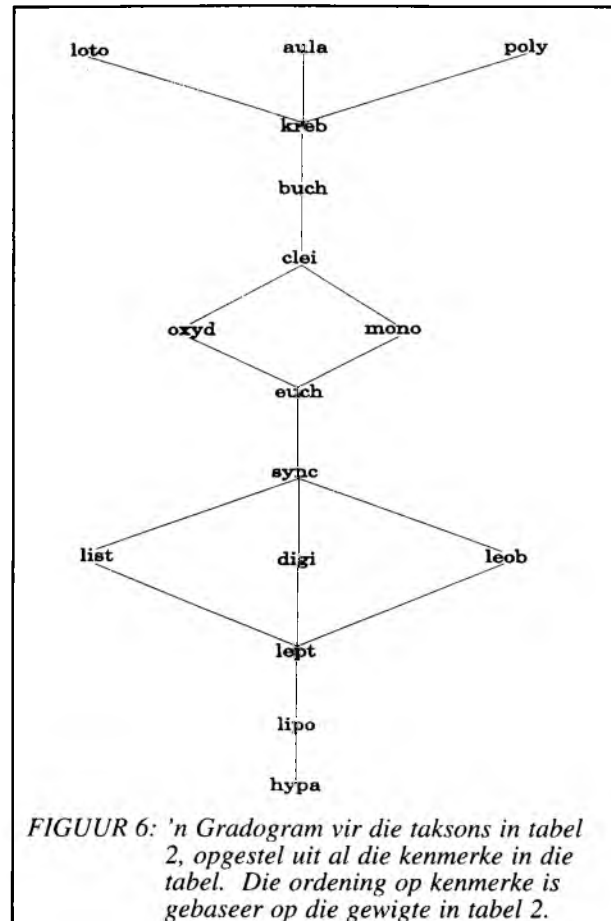 loto aula poly
kreb
buch
clei
oxyd mono
euch
sync
list digi leob
lept
lipo
hypa
FIGUUR 6: 'n Gradogram vir die taksons in tabel
2, opgestel uit al die kenmerke in die
tabel. Die ordening op kenmerke is
gebaseer op die gewigte in tabel 2.